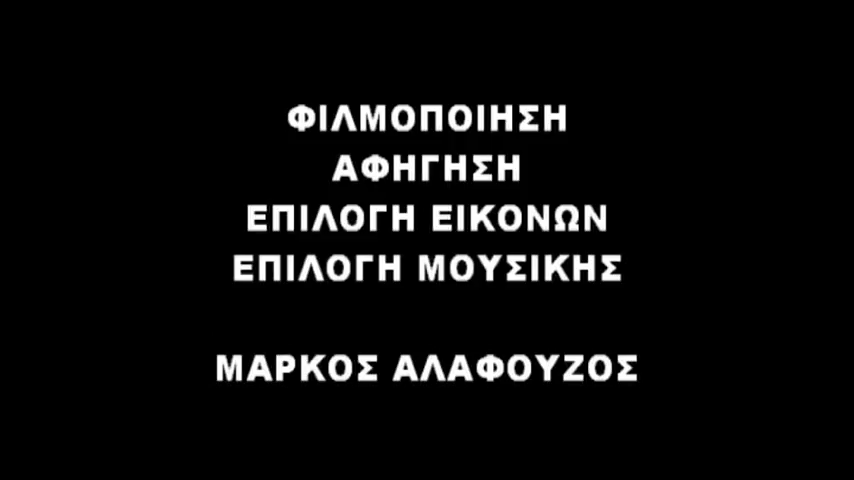 ΦΙΛΜΟΠΟΙΗΣΗ
ΑΦΗΓΗΣΗ
ΕΠΙΛΟΓΗ ΕΙΚΟΝΩΝ
ΕΠΙΛΟΓΗ ΜΟΥΣΙΚΗΣ
ΜΑΡΚΟΣ ΑΛΑΦΟΥΖΟΣ